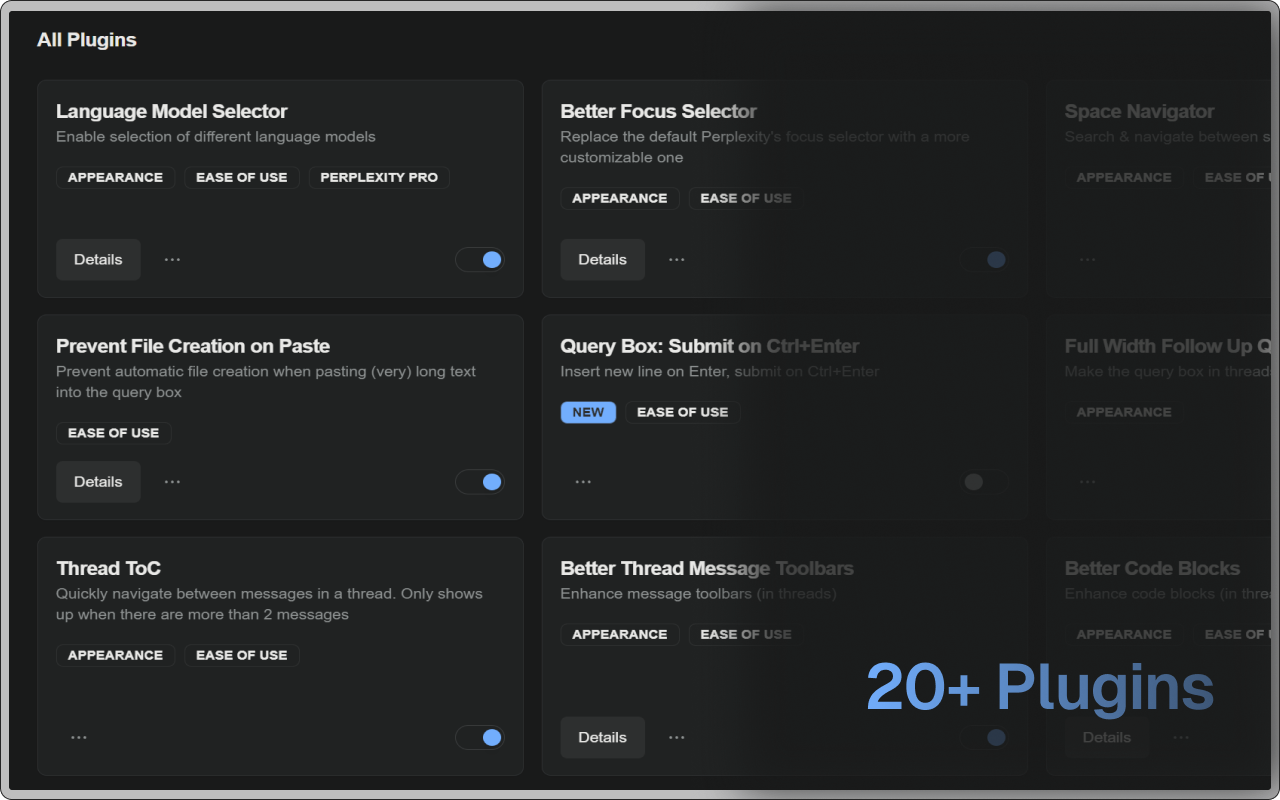 All Plugins
Language Model Selector
Enable selection of different language models
APPEARANCE EASE OF USE PERPLEXITY PRO
Details ···
Better Focus Selector
Replace the default Perplexity's focus selector with a more
customizable one
APPEARANCE EASE OF USE
Details ···
Space Navigator
Search & navigate between s
APPEARANCE EASE OF U
···
Prevent File Creation on Paste
Prevent automatic file creation when pasting (very) long text
into the query box
EASE OF USE
Details ···
Query Box: Submit on Ctrl+Enter
Insert new line on Enter, submit on Ctrl+Enter
NEW EASE OF USE
···
Full Width Follow Up Q
Make the query box in thread
APPEARANCE
···
Thread ToC
Quickly navigate between messages in a thread. Only shows
up when there are more than 2 messages
APPEARANCE EASE OF USE
···
Better Thread Message Toolbars
Enhance message toolbars (in threads)
APPEARANCE EASE OF USE
Details ···
Better Code Blocks
Enhance code blocks (in threa
APPEARANCE EASE OF U
Details ···
20+ Plugins